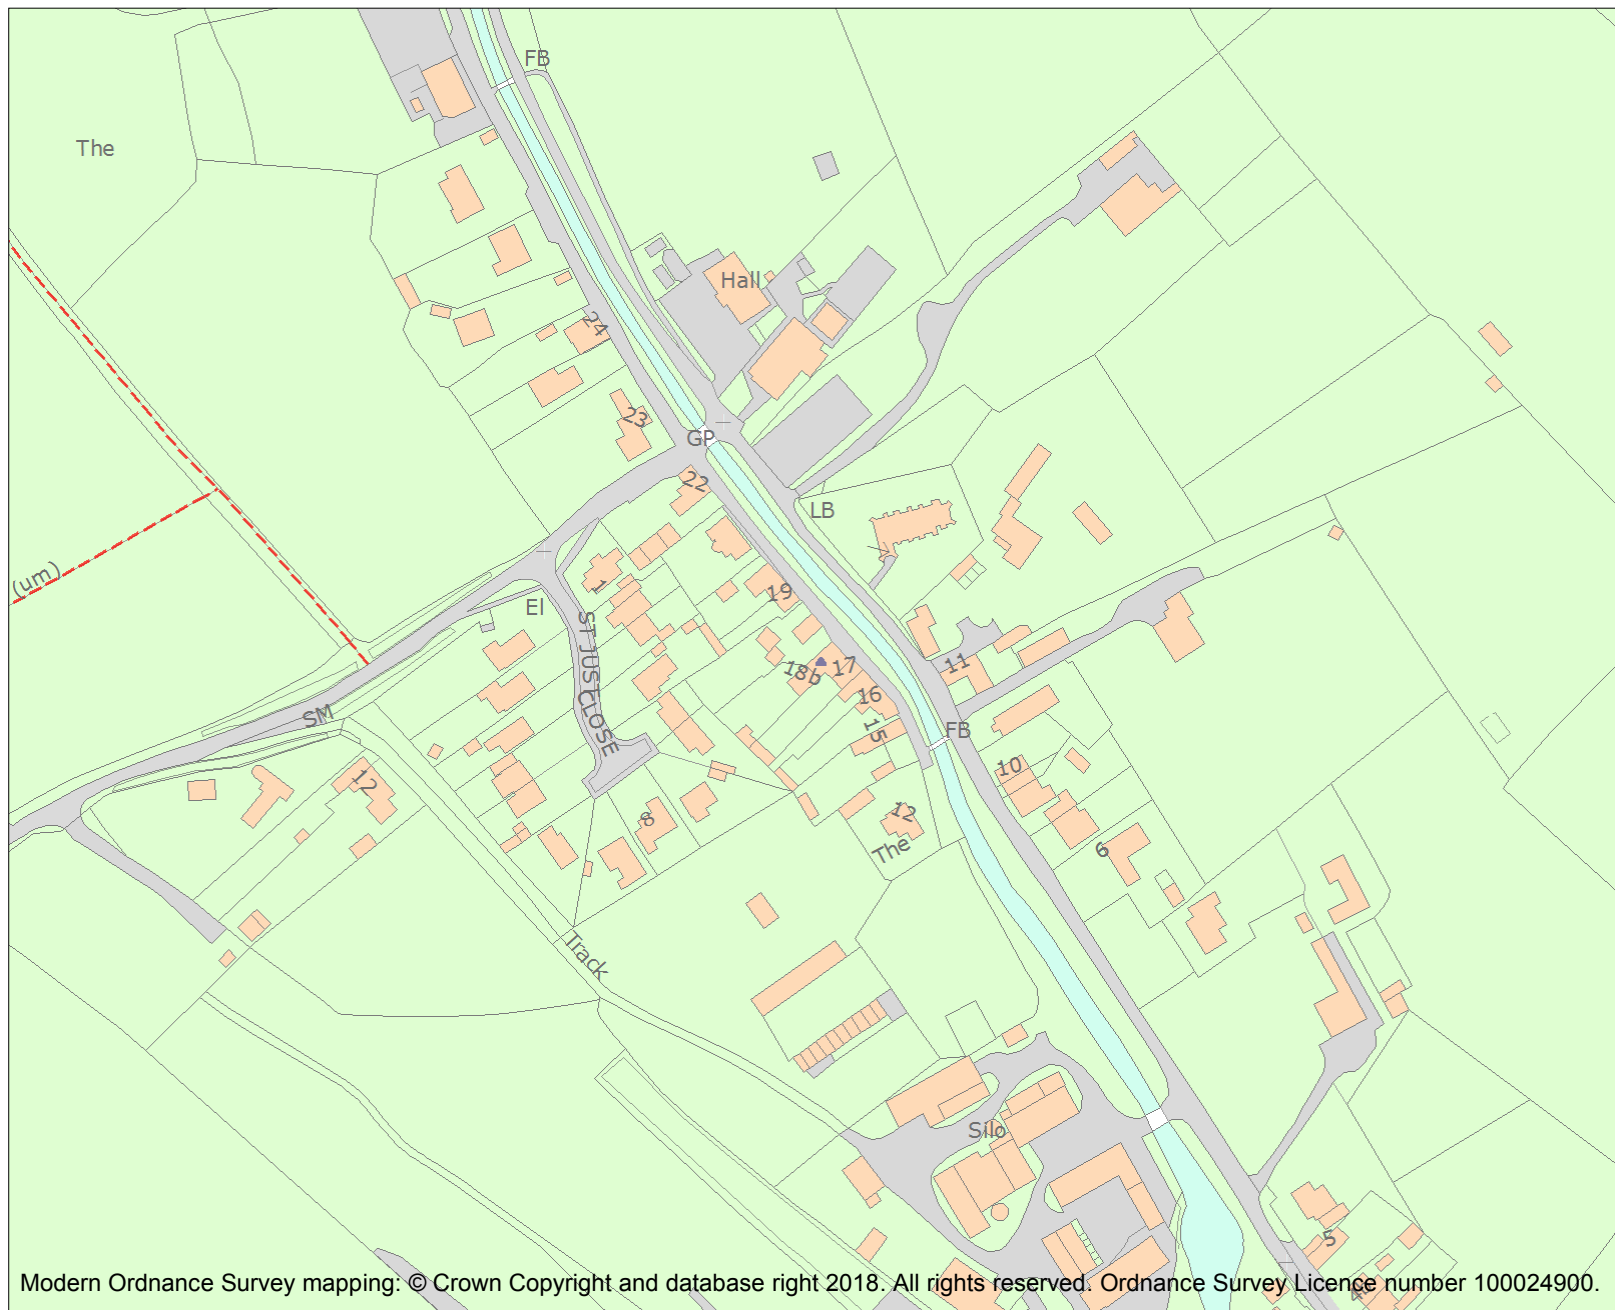 FB
The
Hall
24
23
GP
22
LB
(um)
1
El
19
ST JUST CLOSE
18b
17
11
16
SM
15
FB
10
12
12
8
6
The
Track
Silo
5
Modern Ordnance Survey mapping: © Crown Copyright and database right 2018. All rights reserved. Ordnance Survey Licence number 100024900.